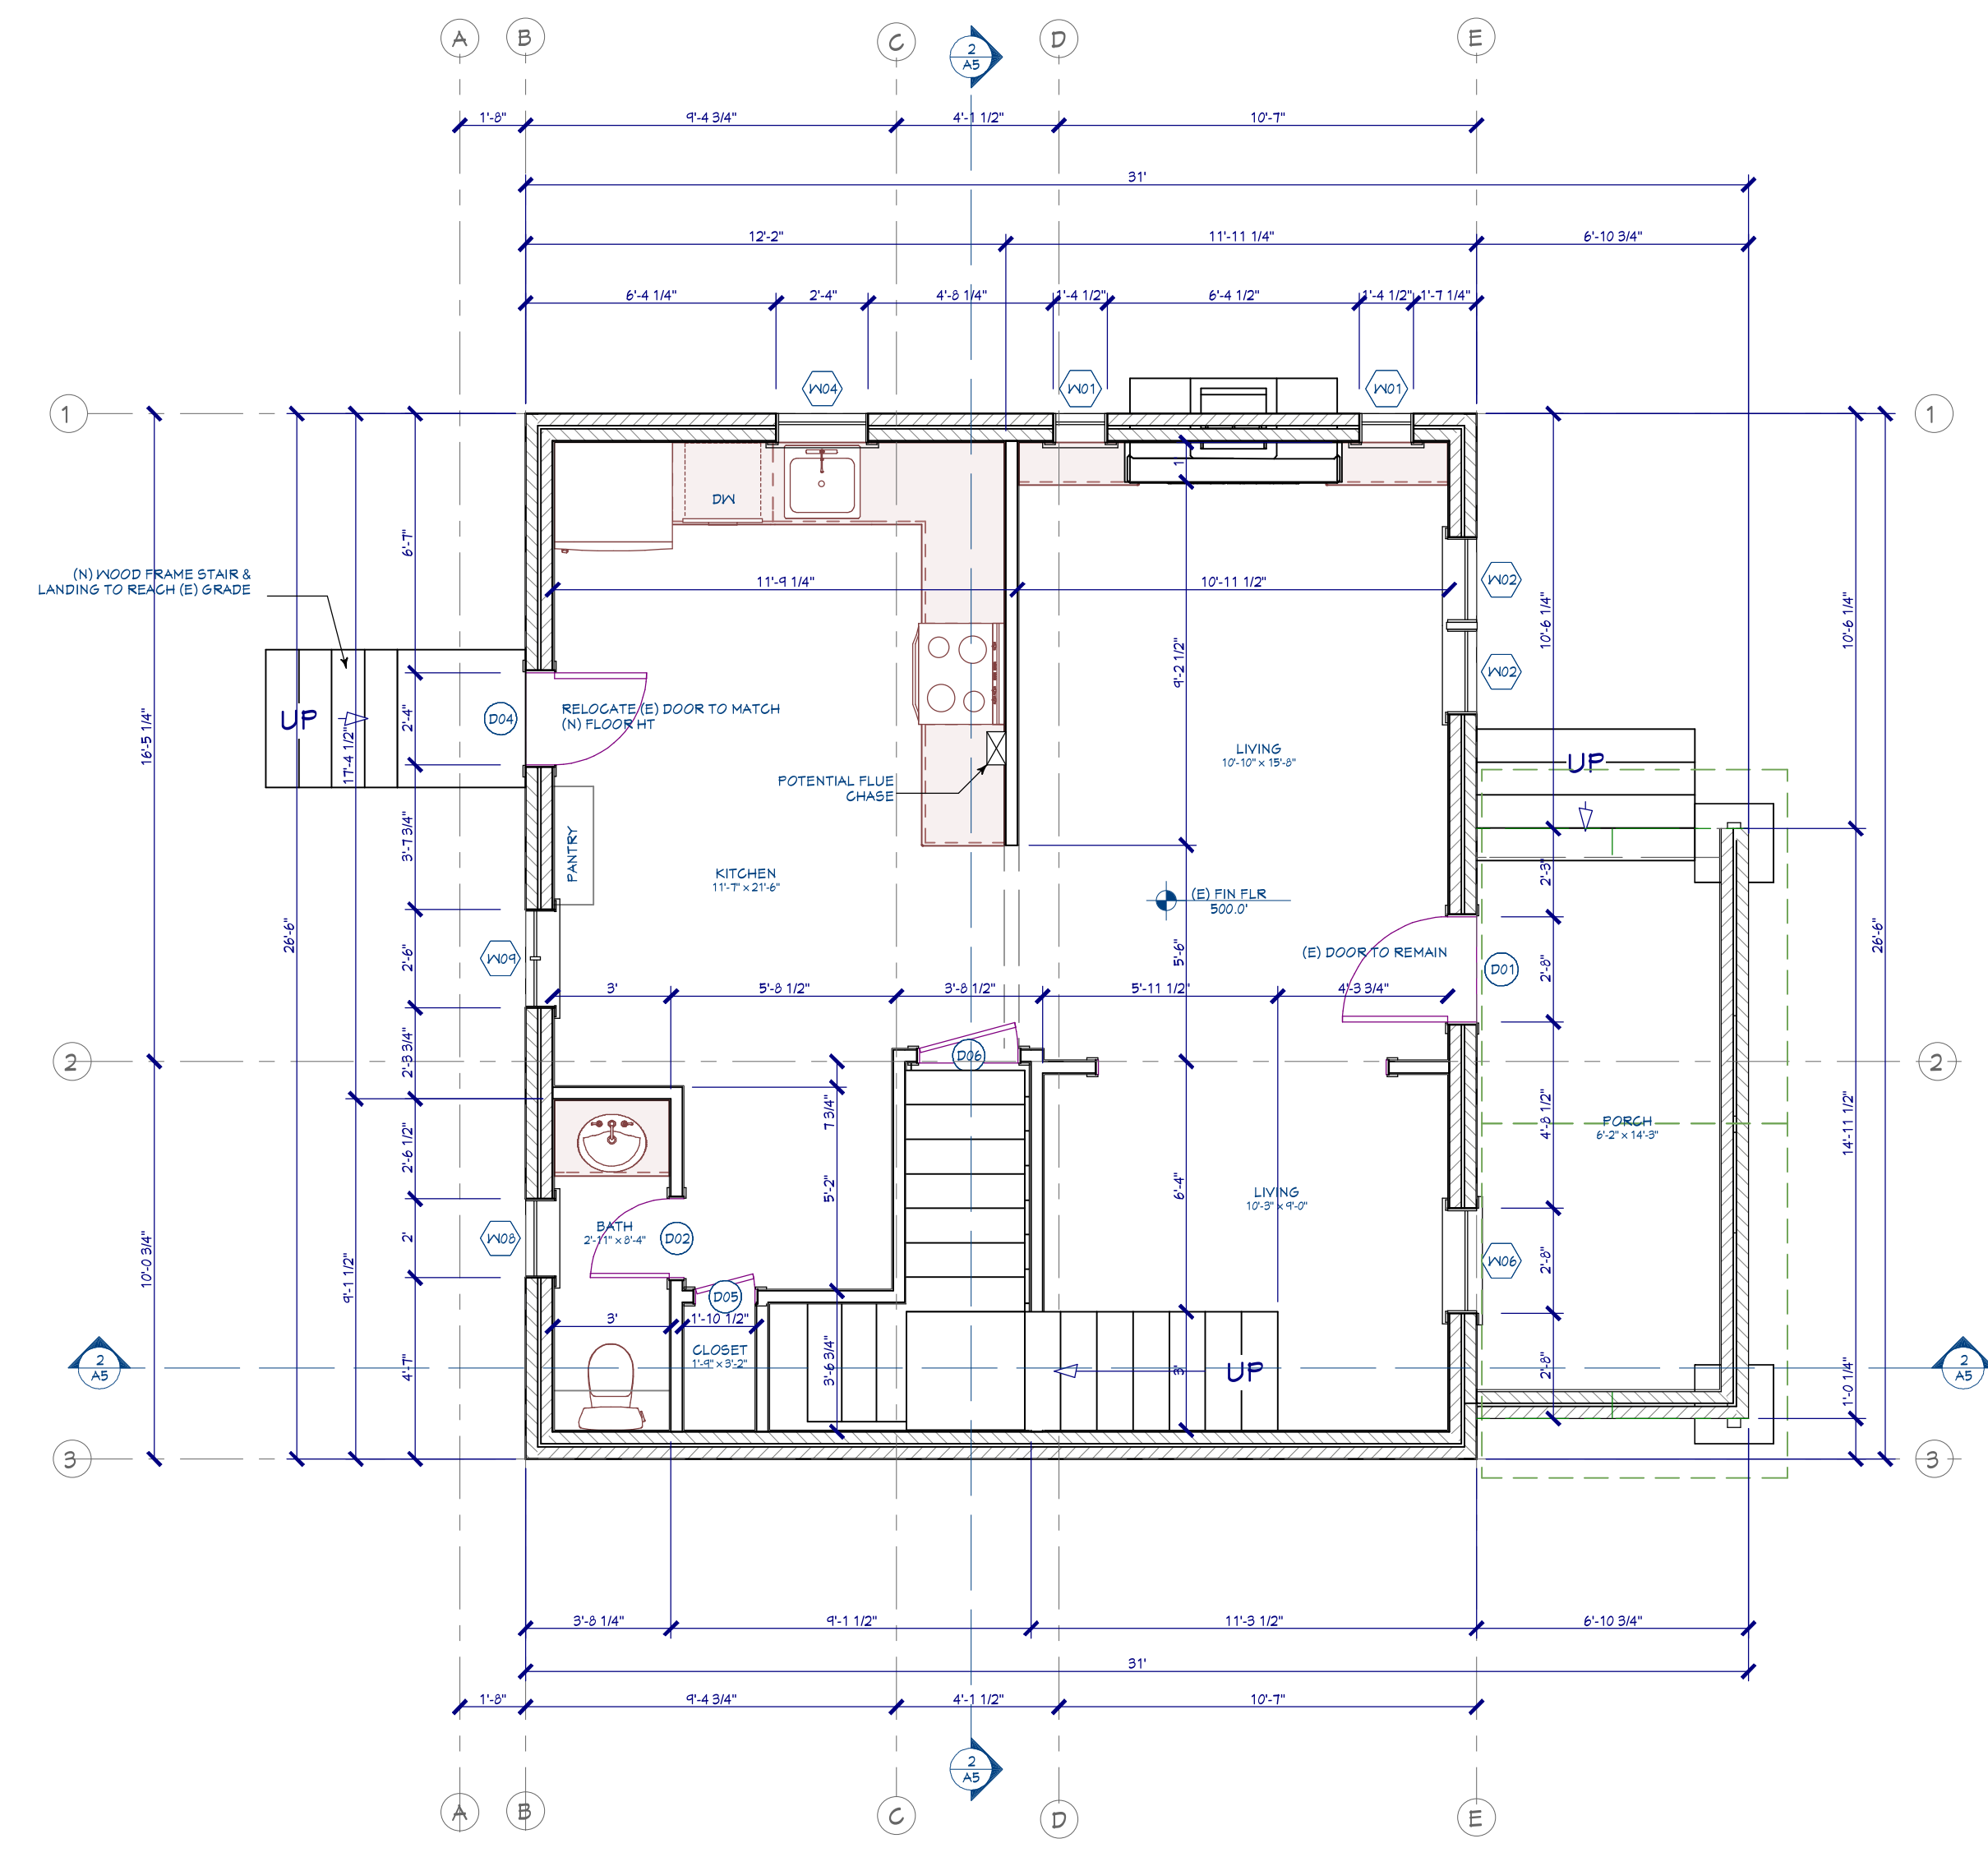 A
B
C
2
A5
D
E
1'-8"
9'-4 3/4"
4'-1 1/2"
10'-7"
31'
12'-2"
11'-11 1/4"
6'-10 3/4"
6'-4 1/4"
2'-4"
4'-8 1/4"
1'-4 1/2"
6'-4 1/2"
1'-4 1/2"
1'-7 1/4"
W04
W01
W01
1
1
1'
DW
6'-7"
(N) WOOD FRAME STAIR &
LANDING TO REACH (E) GRADE
11'-9 1/4"
10'-11 1/2"
W02
10'-6 1/4"
10'-6 1/4"
9'-2 1/2"
W02
UP
D04
2'-4"
RELOCATE (E) DOOR TO MATCH
(N) FLOOR HT
16'-5 1/4"
17'-4 1/2"
LIVING
10'-10" x 15'-8"
UP
POTENTIAL FLUE
CHASE
3'-7 3/4"
PANTRY
KITCHEN
11'-7" x 21'-6"
2'-3"
(E) FIN FLR
500.0'
26'-6"
26'-6"
W09
2'-6"
5'-6"
(E) DOOR TO REMAIN
D01
2'-8"
3'
5'-8 1/2"
3'-8 1/2"
5'-11 1/2"
4'-3 3/4"
2
2'-3 3/4"
D06
2
7 3/4"
4'-8 1/2"
PORCH
6'-2" x 14'-3"
14'-11 1/2"
2'-6 1/2"
5'-2"
6'-4"
LIVING
10'-3" x 9'-0"
W08
2'
BATH
2'-11" x 8'-4"
D02
W06
2'-8"
10'-0 3/4"
9'-1 1/2"
D05
3'
1'-10 1/2"
CLOSET
1'-9" x 3'-2"
3'-6 3/4"
3'
UP
2
A5
4'-7"
2'-8"
1'-0 1/4"
2
A5
3
3
3'-8 1/4"
9'-1 1/2"
11'-3 1/2"
6'-10 3/4"
31'
1'-8"
9'-4 3/4"
4'-1 1/2"
10'-7"
2
A5
A
B
C
D
E